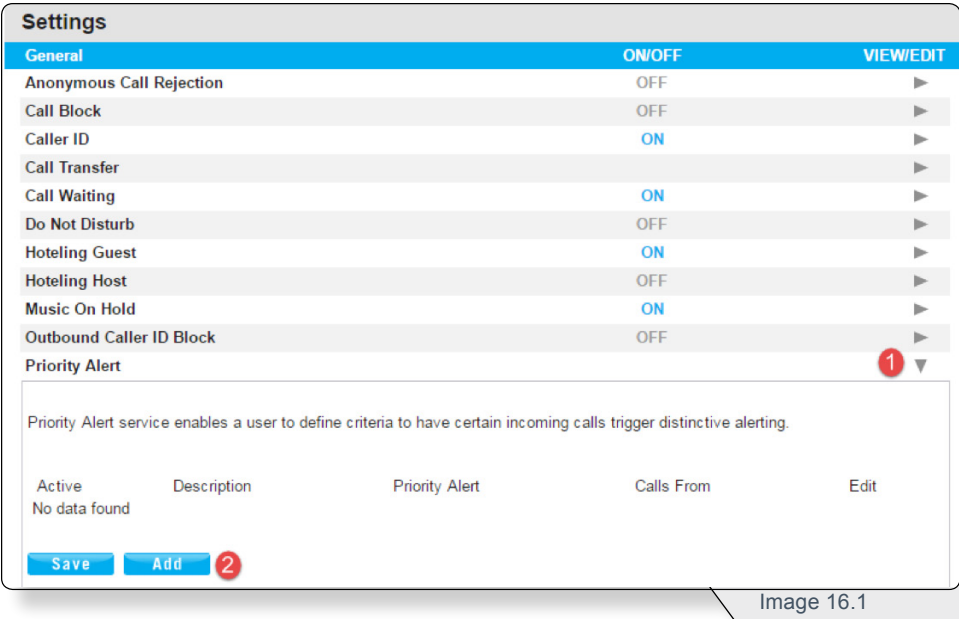 Settings
General ON/OFF VIEW/EDIT
Anonymous Call Rejection OFF
Call Block OFF
Caller ID ON
Call Transfer
Call Waiting ON
Do Not Disturb OFF
Hoteling Guest ON
Hoteling Host OFF
Music On Hold ON
Outbound Caller ID Block OFF
Priority Alert 1
Priority Alert service enables a user to define criteria to have certain incoming calls trigger distinctive alerting.
Active Description Priority Alert Calls From Edit
No data found
Save Add 2
Image 16.1